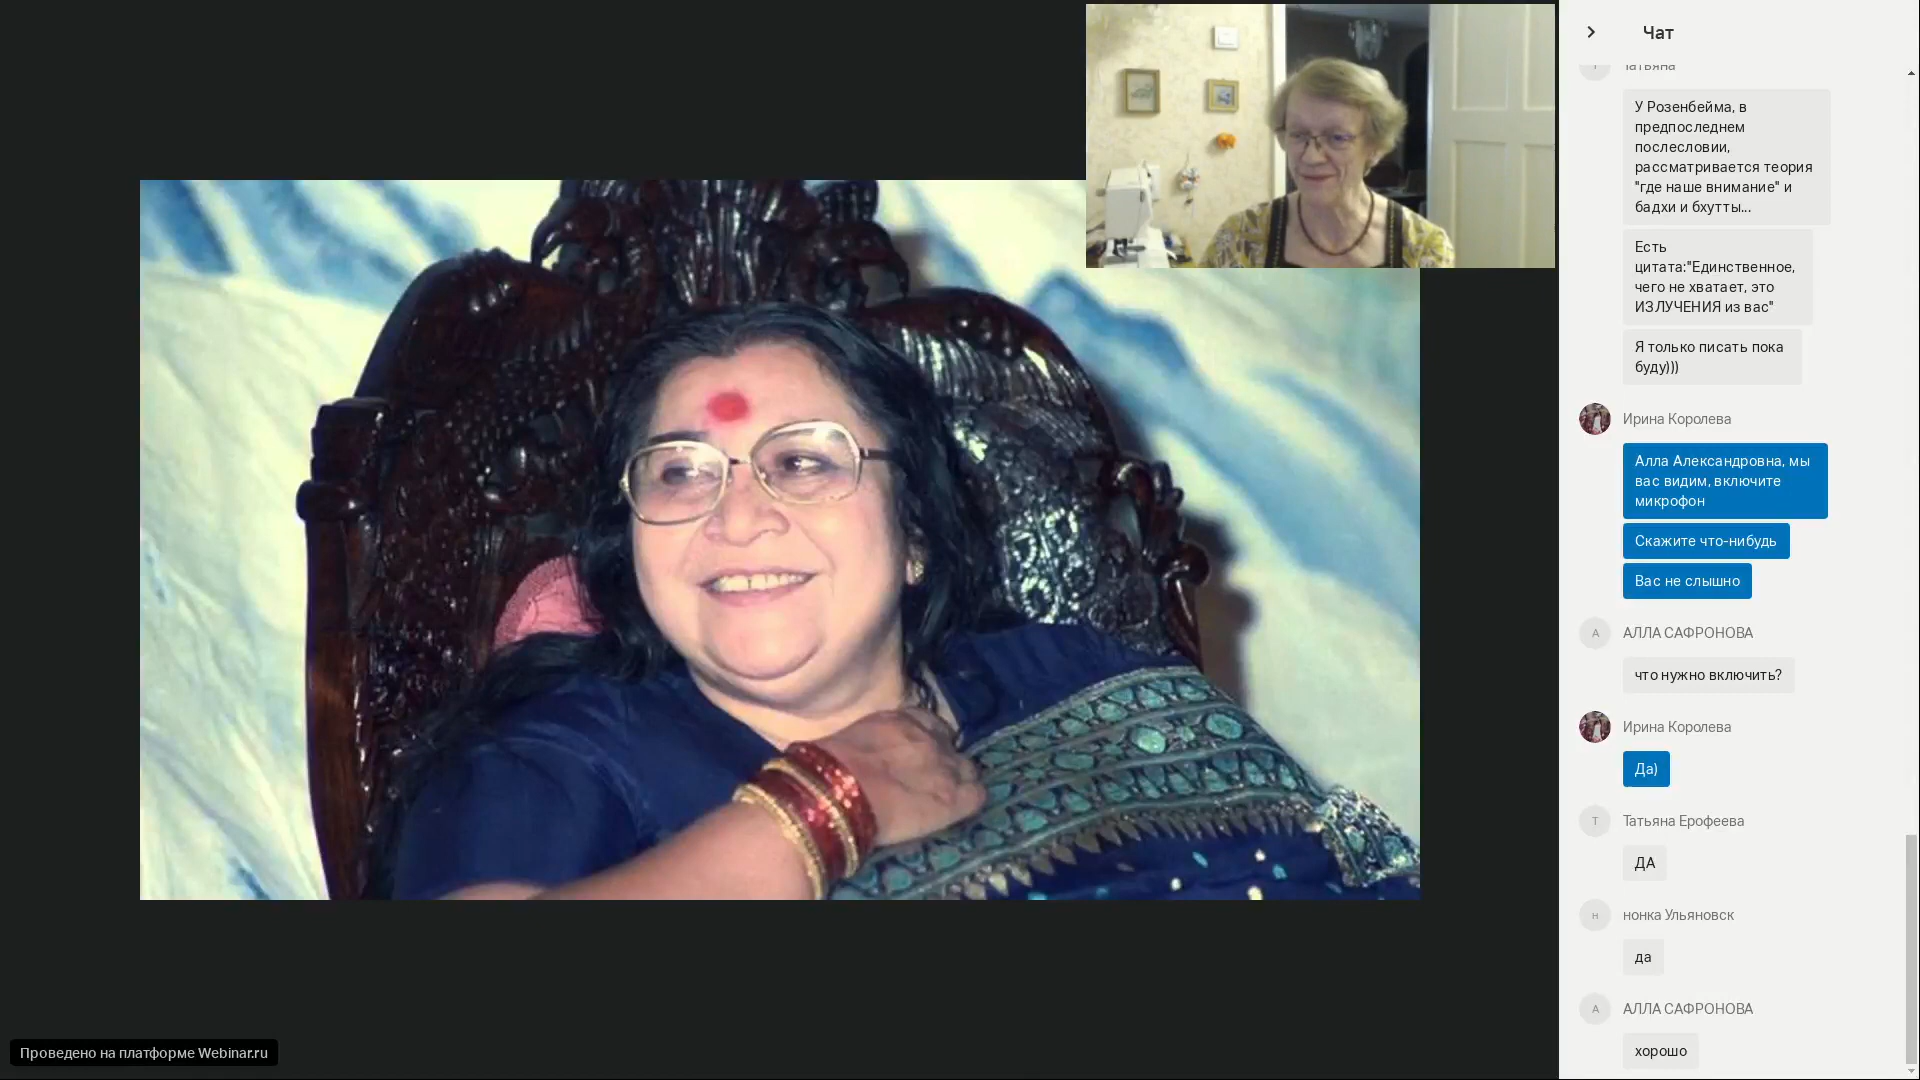 Чат
Татьяна
У Розенбейма, в
предпоследнем
послесловии,
рассматривается теория
"где наше внимание" и
бадхи и бхутты...
Есть
цитата:"Единственное,
чего не хватает, это
ИЗЛУЧЕНИЯ из вас"
Я только писать пока
буду)))
Ирина Королева
Алла Александровна, мы
вас видим, включите
микрофон
Скажите что-нибудь
Вас не слышно
А
АЛЛА САФРОНОВА
что нужно включить?
Ирина Королева
Да)
Т
Татьяна Ерофеева
ДА
н
нонка Ульяновск
да
А
АЛЛА САФРОНОВА
хорошо
Проведено на платформе Webinar.ru